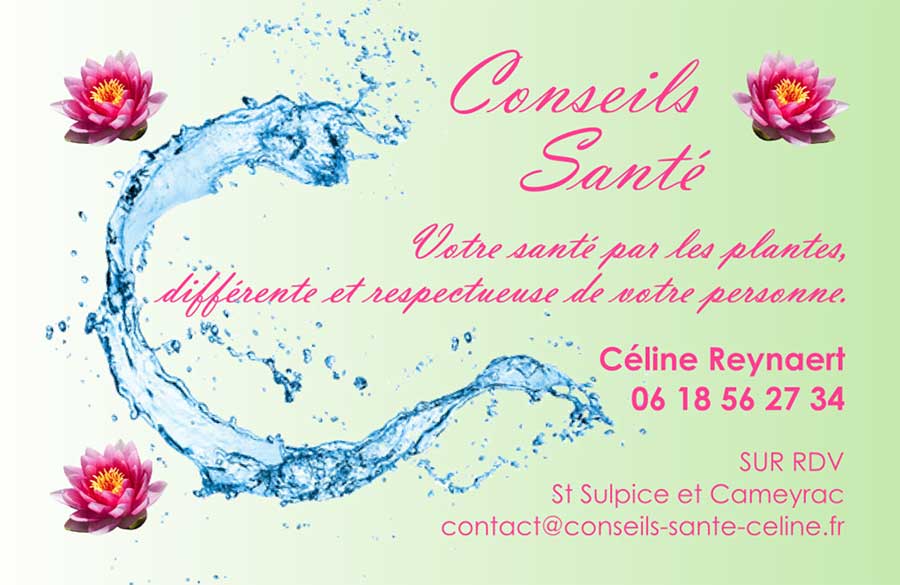 Conseils
Santé
Votre santé par les plantes,
différente et respectueuse de votre personne.
Céline Reynaert
06 18 56 27 34
SUR RDV
St Sulpice et Cameyrac
contact@conseils-sante-celine.fr